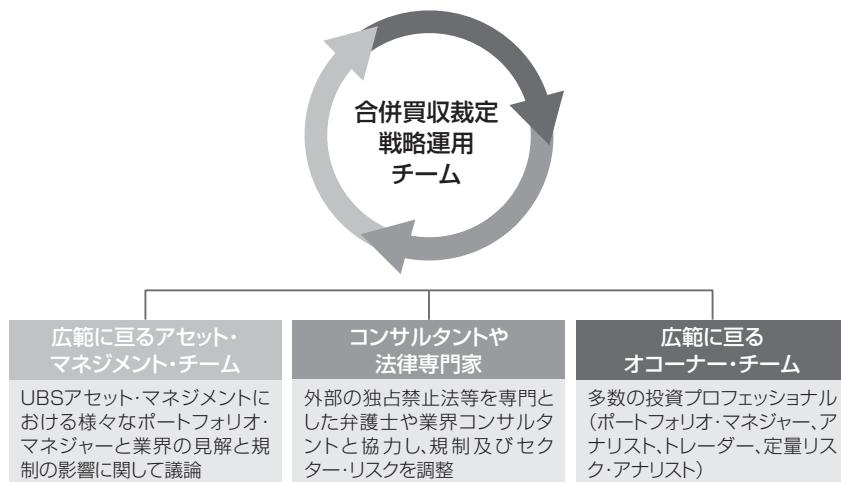 合併買収裁定
戦略運用
チーム
広範に亘るアセット・
マネジメント・チーム
UBSアセット・マネジメントに
おける様々なポートフォリオ・
マネジャーと業界の見解と規
制の影響に関して議論
コンサルタントや
法律専門家
外部の独占禁止法等を専門と
した弁護士や業界コンサルタ
ントと協力し、規制及びセク
ター・リスクを調整
広範に亘る
オコーナー・チーム
多数の投資プロフェッショナル
(ポートフォリオ・マネジャー、ア
ナリスト、トレーダー、定量リス
ク・アナリスト)